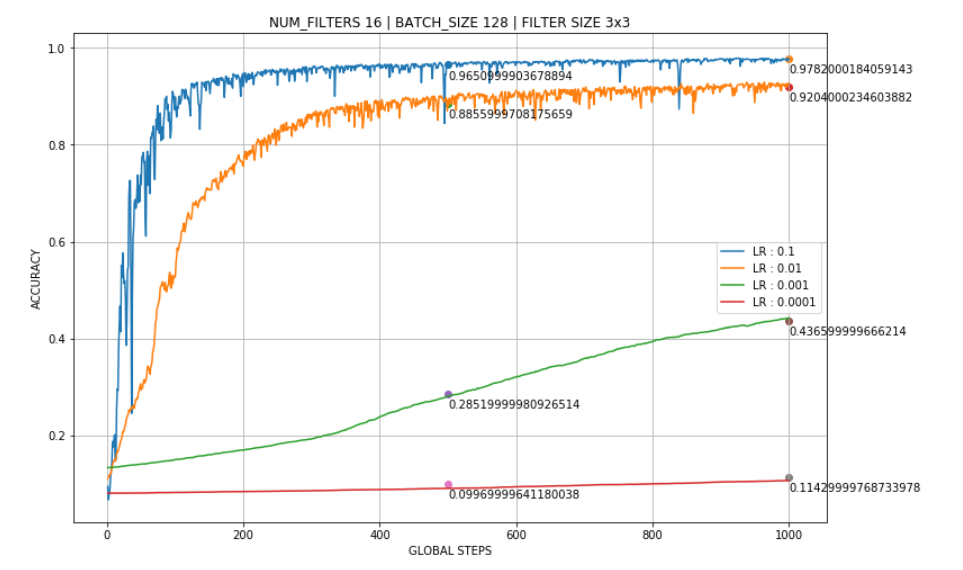 NUM_FILTERS 16 | BATCH_SIZE 128 | FILTER SIZE 3x3
1.0
0.9650999903678894
0.9782000184059143
0.9204000234603882
0.8855999708175659
0.8
0.6
ACCURACY
LR : 0.1
LR : 0.01
LR : 0.001
LR : 0.0001
0.4
0.436599999666214
0.28519999980926514
0.2
0.09969999641180038
0.11429999768733978
0
200
400
600
800
1000
GLOBAL STEPS